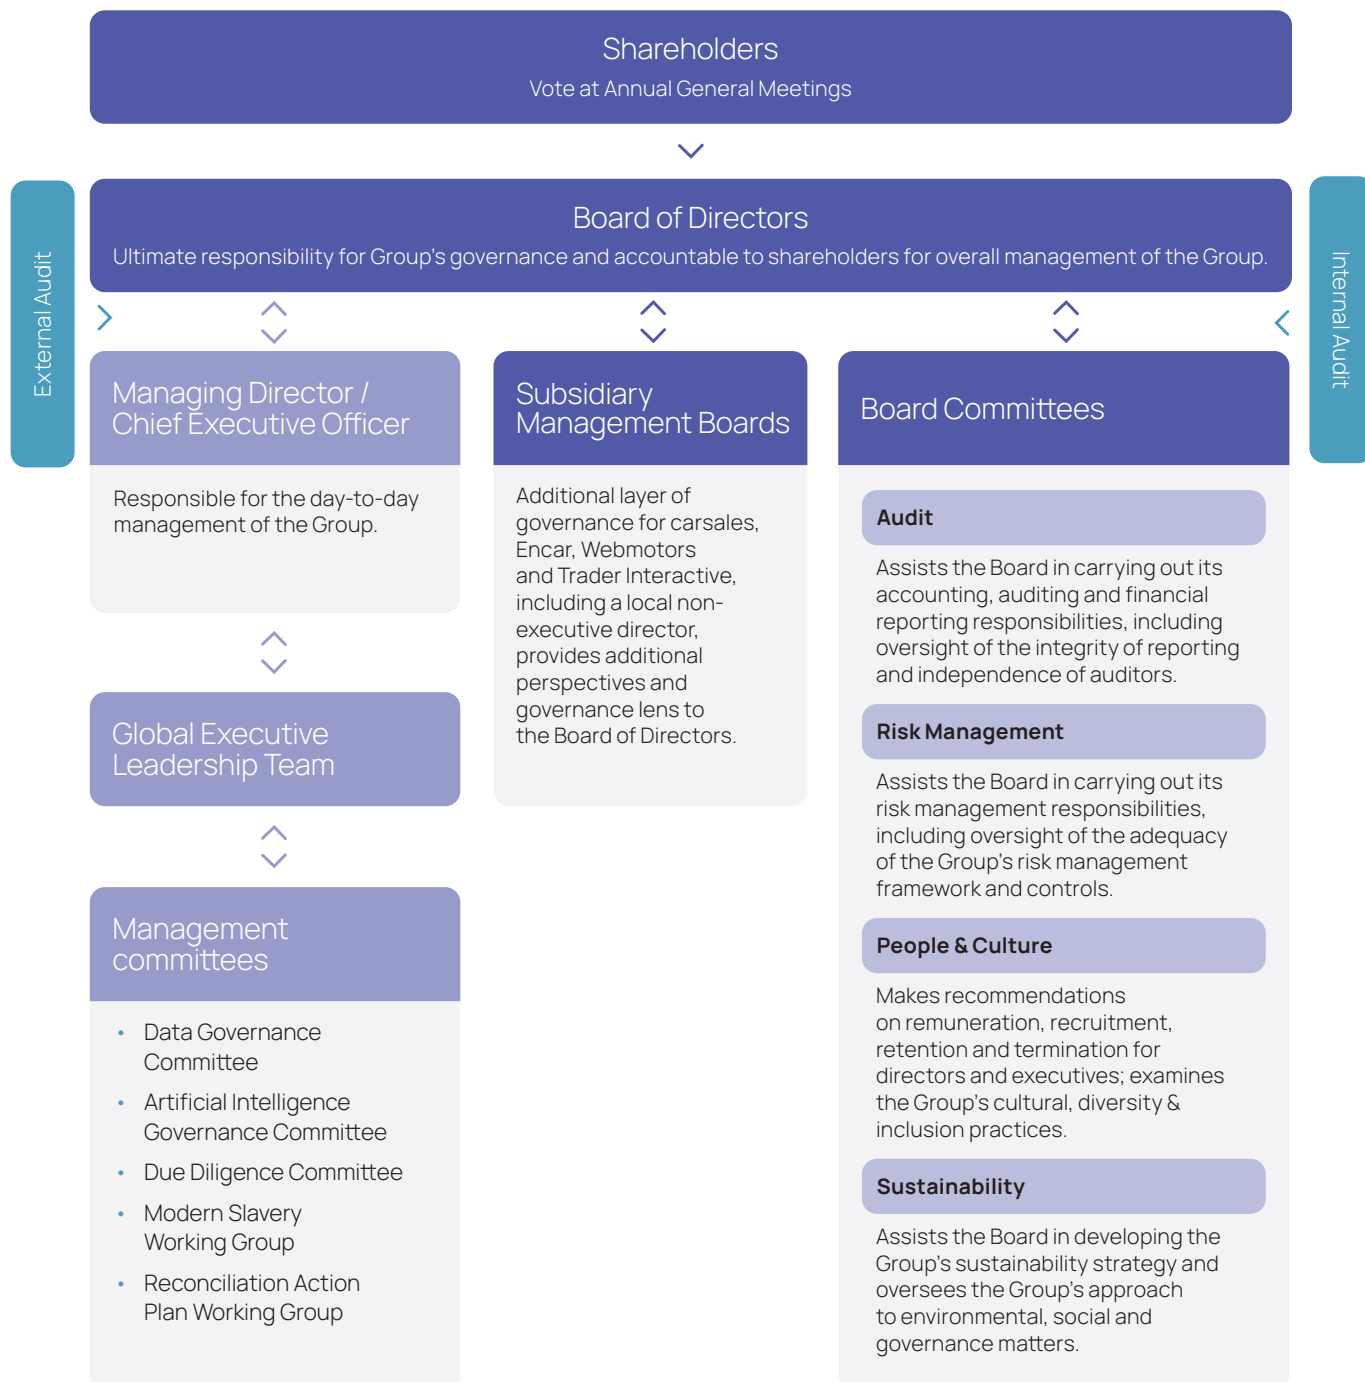 Shareholders
Vote at Annual General Meetings
External Audit
Board of Directors
Ultimate responsibility for Group's governance and accountable to shareholders for overall management of the Group.
Internal Audit
Managing Director /
Chief Executive Officer
Responsible for the day-to-day
management of the Group.
Global Executive
Leadership Team
Management
committees
• Data Governance
Committee
• Artificial Intelligence
Governance Committee
• Due Diligence Committee
• Modern Slavery
Working Group
• Reconciliation Action
Plan Working Group
Subsidiary
Management Boards
Additional layer of
governance for carsales,
Encar, Webmotors
and Trader Interactive,
including a local non-
executive director,
provides additional
perspectives and
governance lens to
the Board of Directors.
Board Committees
Audit
Assists the Board in carrying out its
accounting, auditing and financial
reporting responsibilities, including
oversight of the integrity of reporting
and independence of auditors.
Risk Management
Assists the Board in carrying out its
risk management responsibilities,
including oversight of the adequacy
of the Group's risk management
framework and controls.
People & Culture
Makes recommendations
on remuneration, recruitment,
retention and termination for
directors and executives; examines
the Group's cultural, diversity &
inclusion practices.
Sustainability
Assists the Board in developing the
Group's sustainability strategy and
oversees the Group's approach
to environmental, social and
governance matters.